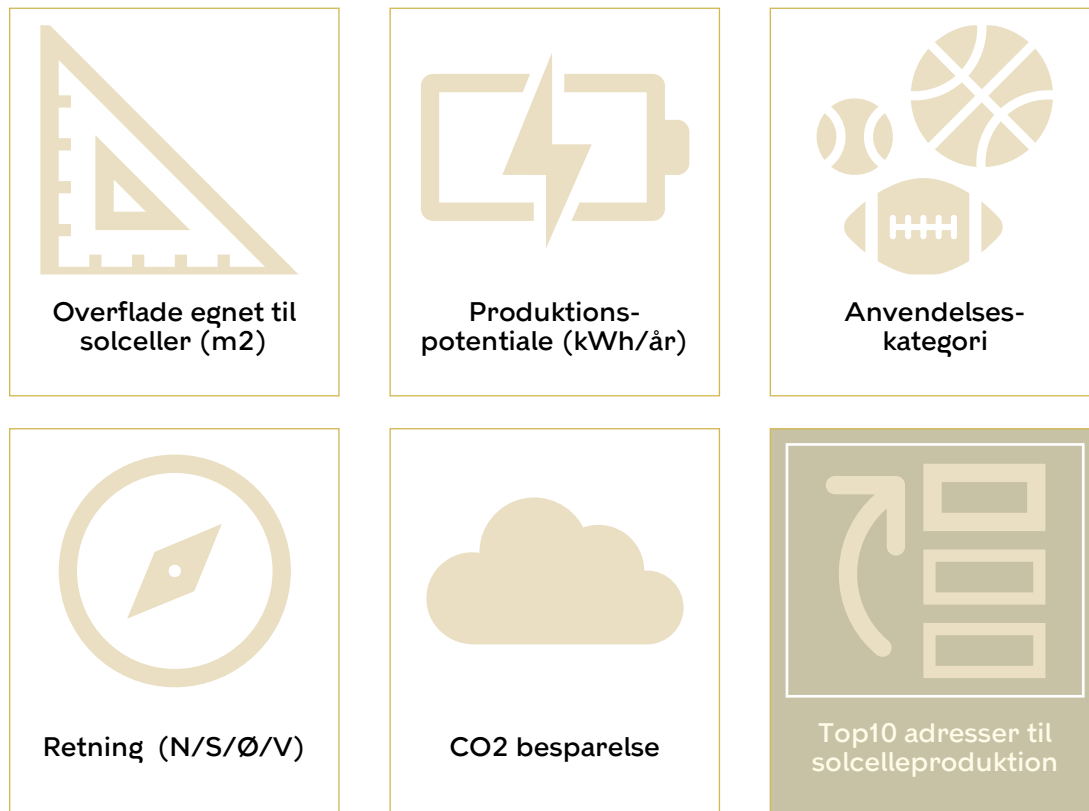 Overflade egnet til
solceller (m2)
Produktions-
potentiale (kWh/år)
Anvendelses-
kategori
Retning  (N/S/Ø/V)
CO2 besparelse
Top10 adresser til
solcelleproduktion